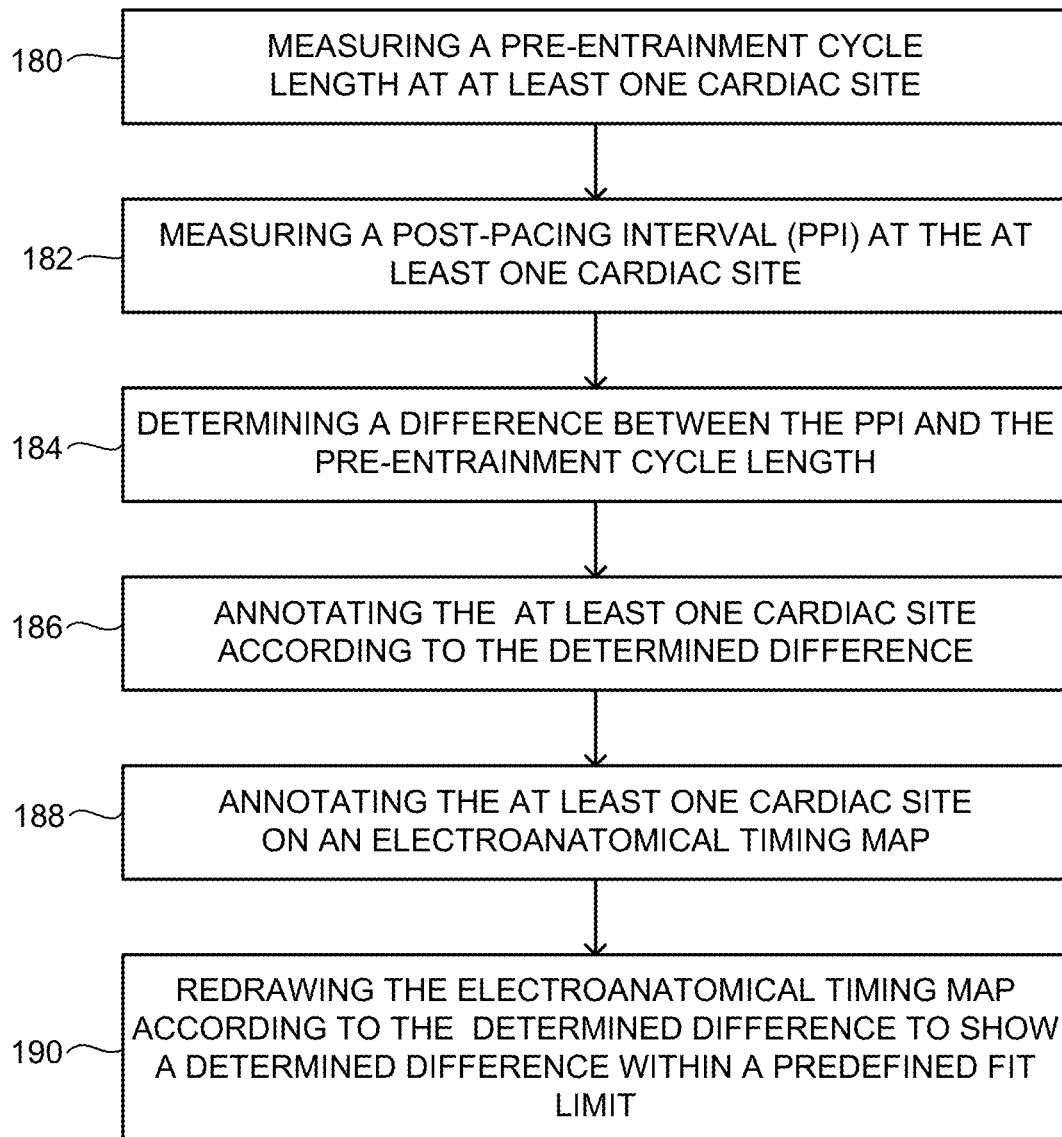 180
MEASURING A PRE-ENTRAINMENT CYCLE
LENGTH AT AT LEAST ONE CARDIAC SITE
182
MEASURING A POST-PACING INTERVAL (PPI) AT THE AT
LEAST ONE CARDIAC SITE
184
DETERMINING A DIFFERENCE BETWEEN THE PPI AND THE
PRE-ENTRAINMENT CYCLE LENGTH
186
ANNOTATING THE AT LEAST ONE CARDIAC SITE
ACCORDING TO THE DETERMINED DIFFERENCE
188
ANNOTATING THE AT LEAST ONE CARDIAC SITE
ON AN ELECTROANATOMICAL TIMING MAP
190
REDRAWING THE ELECTROANATOMICAL TIMING MAP
ACCORDING TO THE DETERMINED DIFFERENCE TO SHOW
A DETERMINED DIFFERENCE WITHIN A PREDEFINED FIT
LIMIT